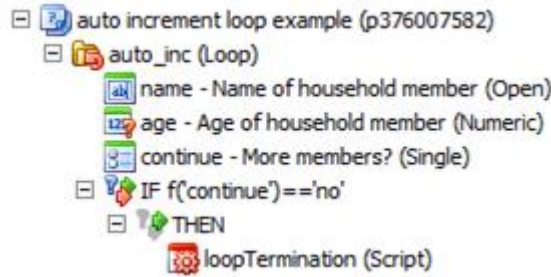 auto increment loop example (p376007582)
auto_inc (Loop)
name - Name of household member (Open)
age - Age of household member (Numeric)
continue - More members? (Single)
IF f('continue')=='no'
THEN
loopTermination (Script)